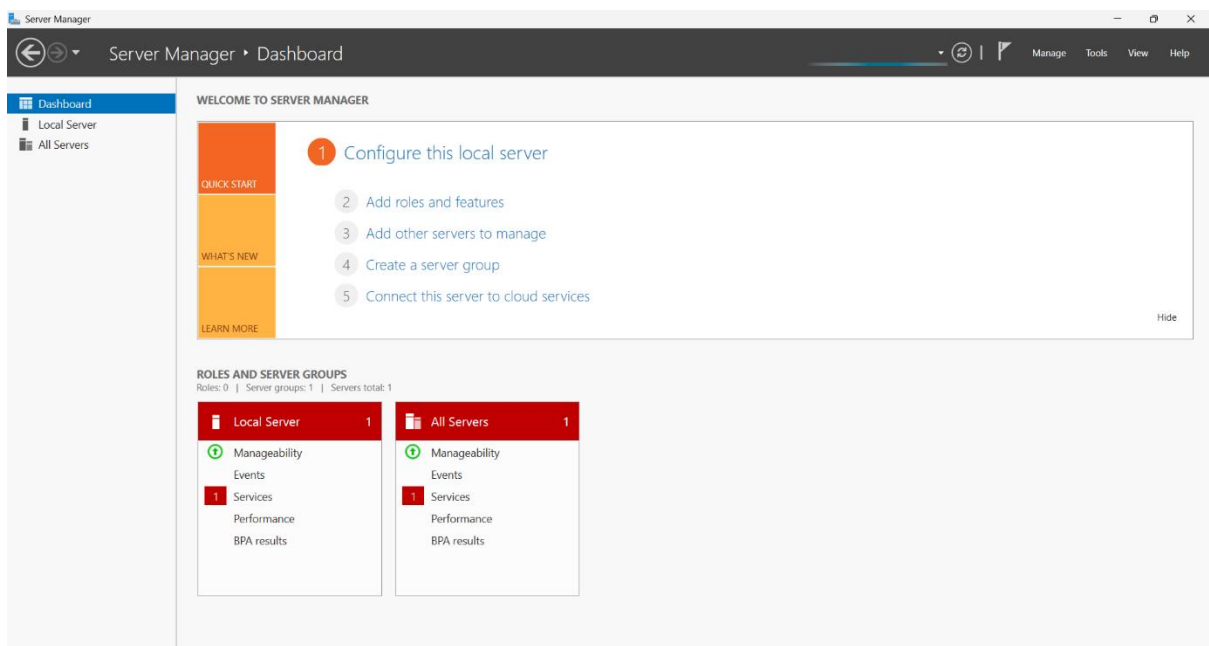 Server Manager
Server Manager • Dashboard
Manage Tools View Help
Dashboard
Local Server
All Servers
WELCOME TO SERVER MANAGER
QUICK START
WHAT'S NEW
LEARN MORE
1 Configure this local server
2 Add roles and features
3 Add other servers to manage
4 Create a server group
5 Connect this server to cloud services
Hide
ROLES AND SERVER GROUPS
Roles: 0 | Server groups: 1 | Servers total: 1
Local Server 1
Manageability
Events
1 Services
Performance
BPA results
All Servers 1
Manageability
Events
1 Services
Performance
BPA results